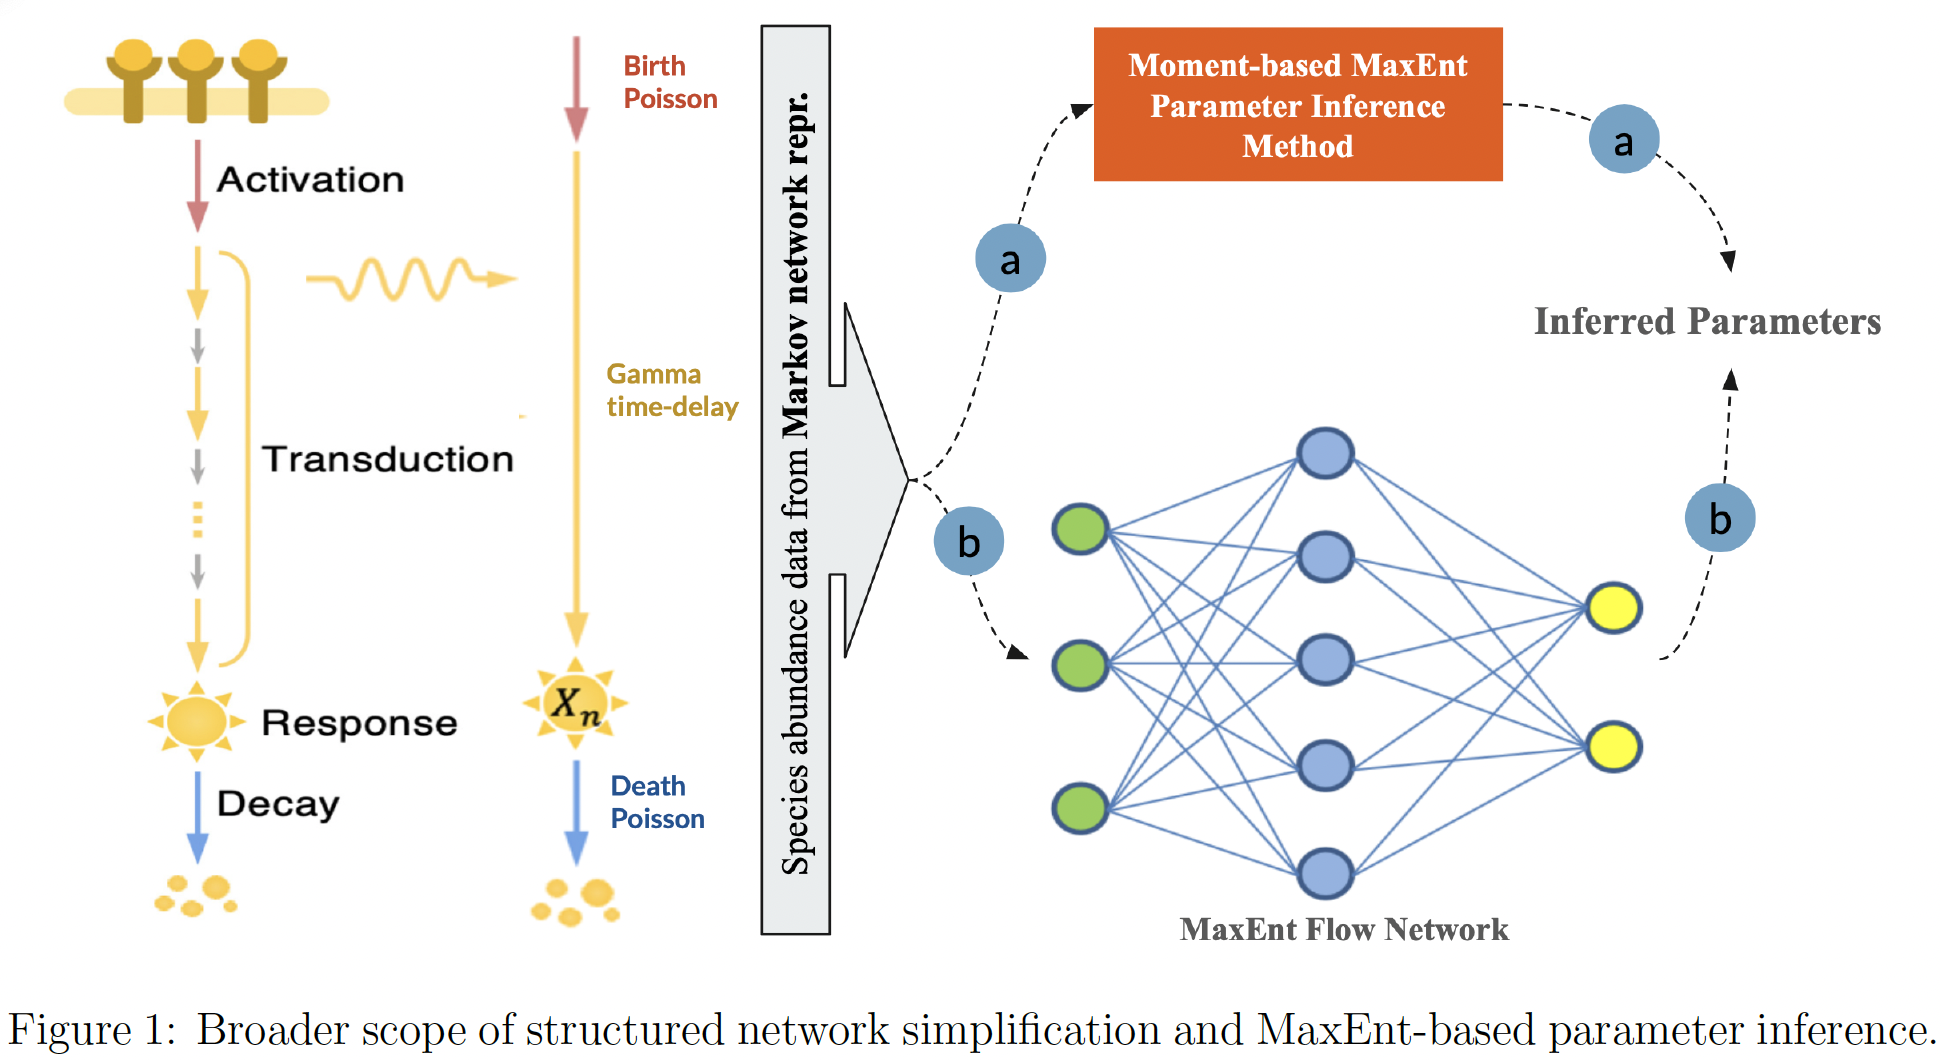 Activation
Transduction
Response
Decay
Birth
Poisson
Gamma
time-delay
Xn
Death
Poisson
Species abundance data from Markov network repr.
a
b
Moment-based MaxEnt
Parameter Inference
Method
a
Inferred Parameters
b
MaxEnt Flow Network
Figure 1: Broader scope of structured network simplification and MaxEnt-based parameter inference.